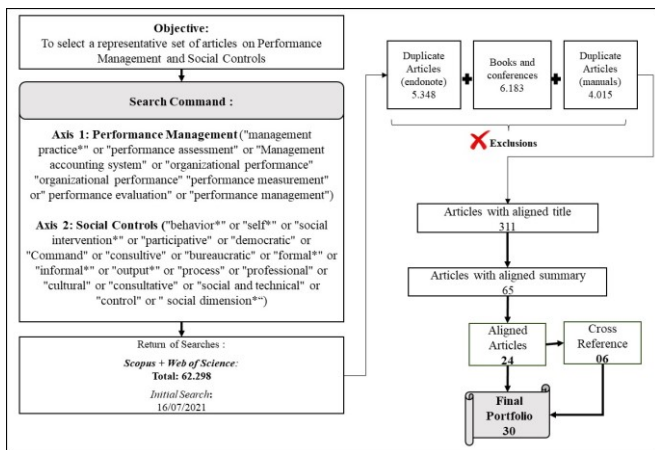 Objective:
To select a representative set of articles on Performance
Management and Social Controls
Search Command :
Axis 1: Performance Management ("management
practice*" or "performance assessment" or "Management
accounting system" or "organizational performance"
"organizational performance" "performance measurement"
or" performance evaluation" or "performance management")
Axis 2: Social Controls ("behavior*" or "self*" or "social
intervention*" or "participative" or "democratic" or
"Command" or "consultive" or "bureaucratic" or "formal*" or
"informal*" or "output*" or "process" or "professional" or
"cultural" or "consultative" or "social and technical" or
"control" or " social dimension*")
Return of Searches :
Scopus + Web of Science:
Total: 62.298
Initial Search:
16/07/2021
Duplicate
Articles
(endonote)
5.348
Books and
conferences
6.183
Duplicate
Articles
(manuals)
4.015
Exclusions
Articles with aligned title
311
Articles with aligned summary
65
Aligned
Articles
24
Cross
Reference
06
Final
Portfolio
30